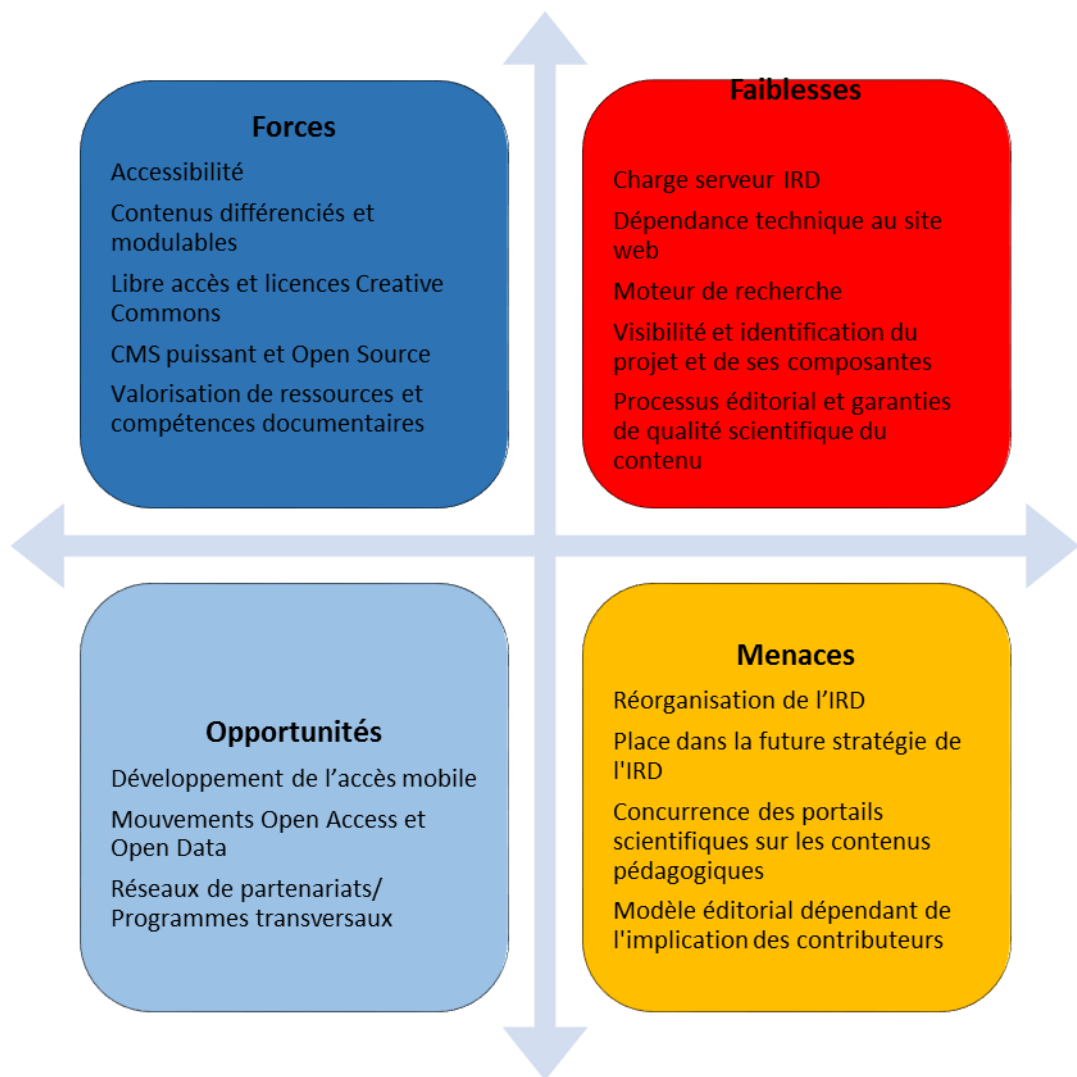 Forces
Accessibilité
Contenus différenciés et
modulables
Libre accès et licences Creative
Commons
CMS puissant et Open Source
Valorisation de ressources et
compétences documentaires
Faiblesses
Charge serveur IRD
Dépendance technique au site
web
Moteur de recherche
Visibilité et identification du
projet et de ses composantes
Processus éditorial et garanties
de qualité scientifique du
contenu
Opportunités
Développement de l’accès mobile
Mouvements Open Access et
Open Data
Réseaux de partenariats/
Programmes transversaux
Menaces
Réorganisation de l’IRD
Place dans la future stratégie de
l'IRD
Concurrence des portails
scientifiques sur les contenus
pédagogiques
Modèle éditorial dépendant de
l'implication des contributeurs